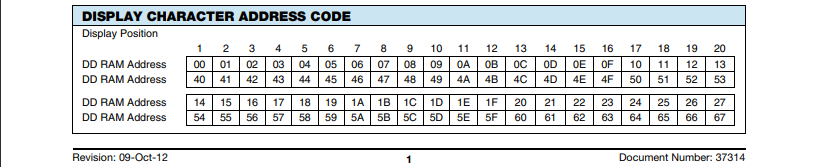 DISPLAY CHARACTER ADDRESS CODE
Display Position
1 2 3 4 5 6 7 8 9 10 11 12 13 14 15 16 17 18 19 20
DD RAM Address 00 01 02 03 04 05 06 07 08 09 0A 0B 0C 0D 0E 0F 10 11 12 13
DD RAM Address 40 41 42 43 44 45 46 47 48 49 4A 4B 4C 4D 4E 4F 50 51 52 53
DD RAM Address 14 15 16 17 18 19 1A 1B 1C 1D 1E 1F 20 21 22 23 24 25 26 27
DD RAM Address 54 55 56 57 58 59 5A 5B 5C 5D 5E 5F 60 61 62 63 64 65 66 67
Revision: 09-Oct-12 1 Document Number: 37314